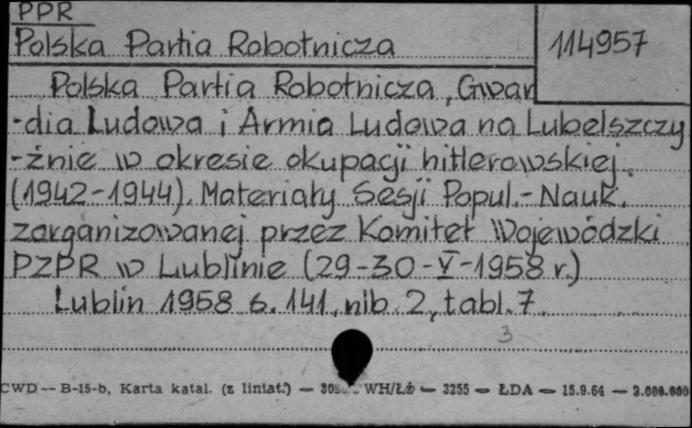 PPR
Polska Partia Robotnicza
114957
Polska Partia Robotnicza, Gwar
-dia Ludowa i Armia Ludowa na Lubelszczy
-źnie w okresie okupacji hitlerowskiej.
(1942-1944). Materiały Sesji Popul.-Nauk.
zorganizowanej przez Komitet Wojewódzki
PZPR w Lublinie (29-30-V-1958 r.)
Lublin 1958 s. 141, nlb. 2, tabl. 7.
3
CWD — B-15-b, Karta katal. (z liniat.) — WH/Łź — 3255 — ŁDA — 15.9.64 — 2.000.000